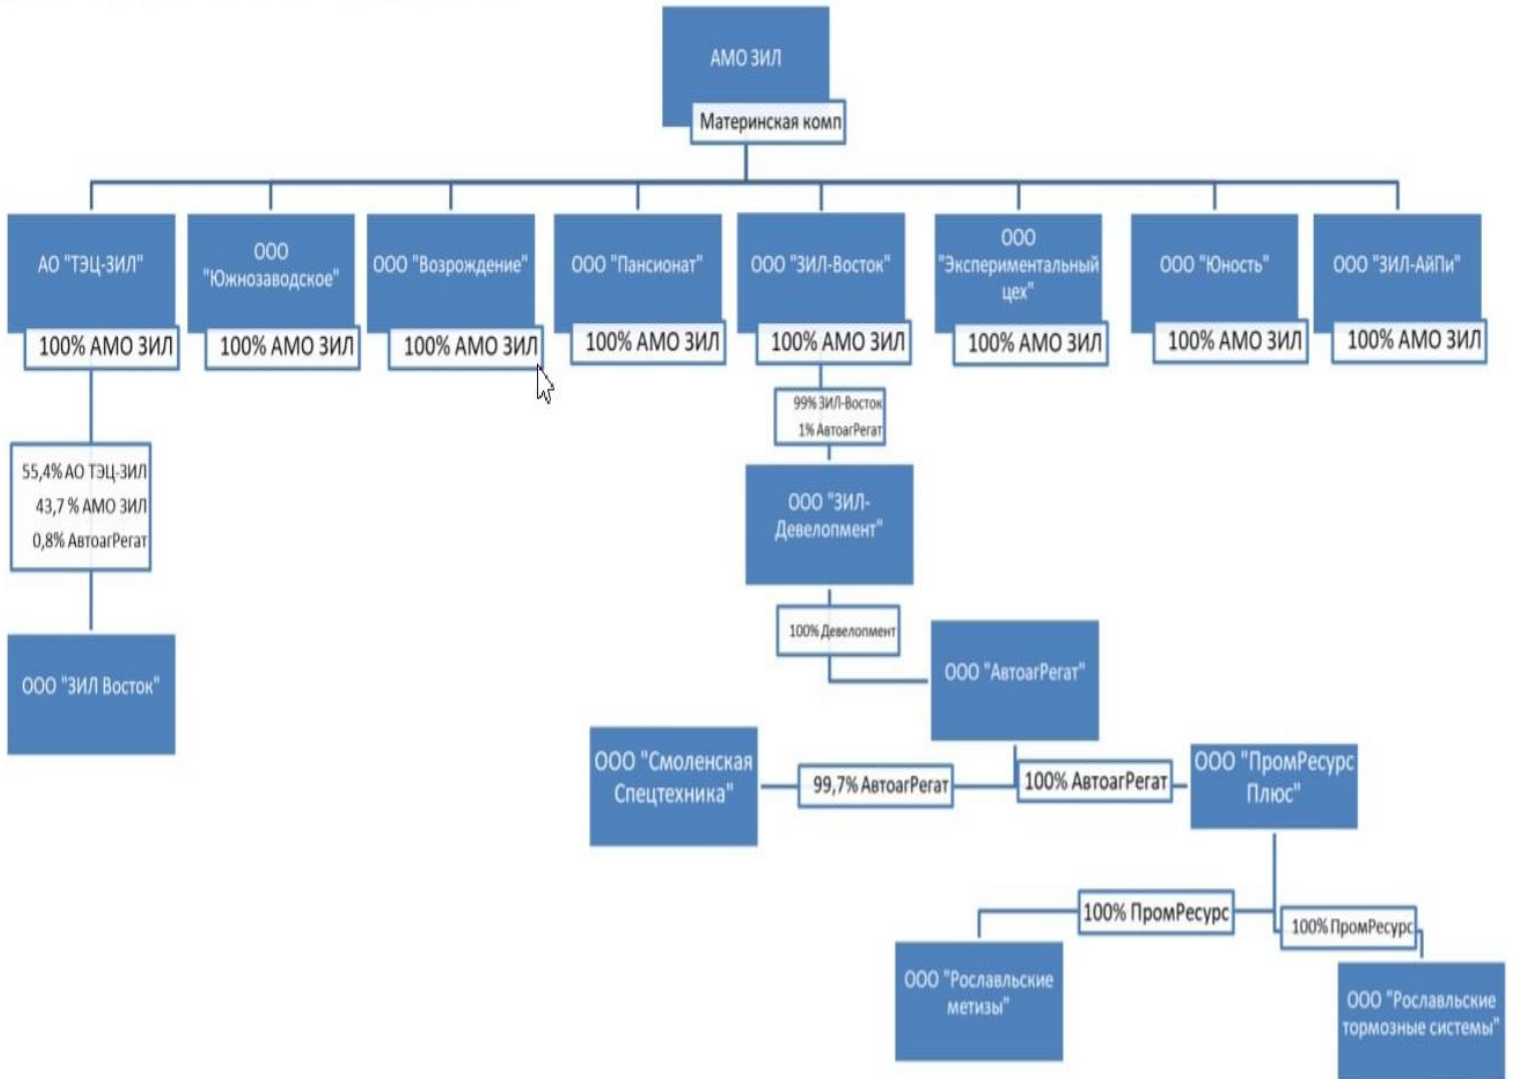 АМО ЗИЛ
Материнская комп
АО "ТЭЦ-ЗИЛ"
100% АМО ЗИЛ
ООО
"Южнозаводское"
100% АМО ЗИЛ
ООО "Возрождение"
100% АМО ЗИЛ
ООО "Пансионат"
100% АМО ЗИЛ
ООО "ЗИЛ-Восток"
100% АМО ЗИЛ
ООО
"Экспериментальный
цех"
100% АМО ЗИЛ
ООО "Юность"
100% АМО ЗИЛ
ООО "ЗИЛ-АйПи"
100% АМО ЗИЛ
55,4% АО ТЭЦ-ЗИЛ
43,7 % АМО ЗИЛ
0,8% АвтоагРегат
ООО "ЗИЛ Восток"
99% ЗИЛ-Восток
1% АвтоагРегат
ООО "ЗИЛ-
Девелопмент"
100% Девелопмент
ООО "АвтоагРегат"
ООО "Смоленская
Спецтехника"
99,7% АвтоагРегат
100% АвтоагРегат
ООО "ПромРесурс
Плюс"
100% ПромРесурс
100% ПромРесурс
ООО "Рославльские
метизы"
ООО "Рославльские
тормозные системы"